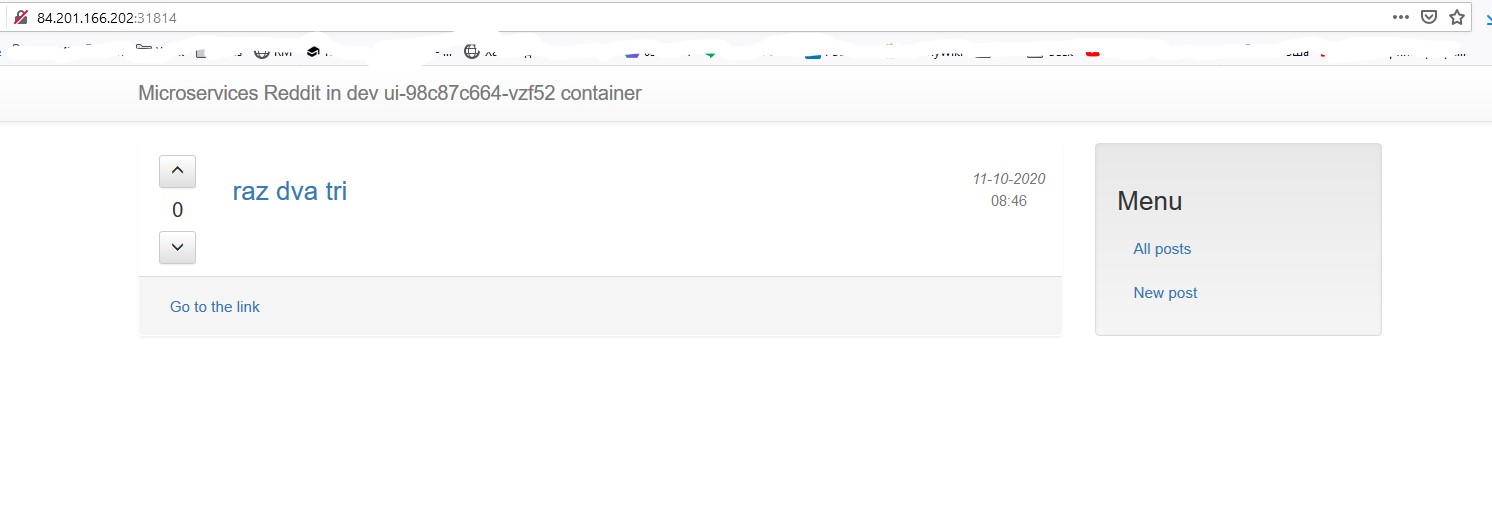 84.201.166.202:31814
Microservices Reddit in dev ui-98c87c664-vzf52 container
raz dva tri
0
11-10-2020
08:46
Go to the link
Menu
All posts
New post